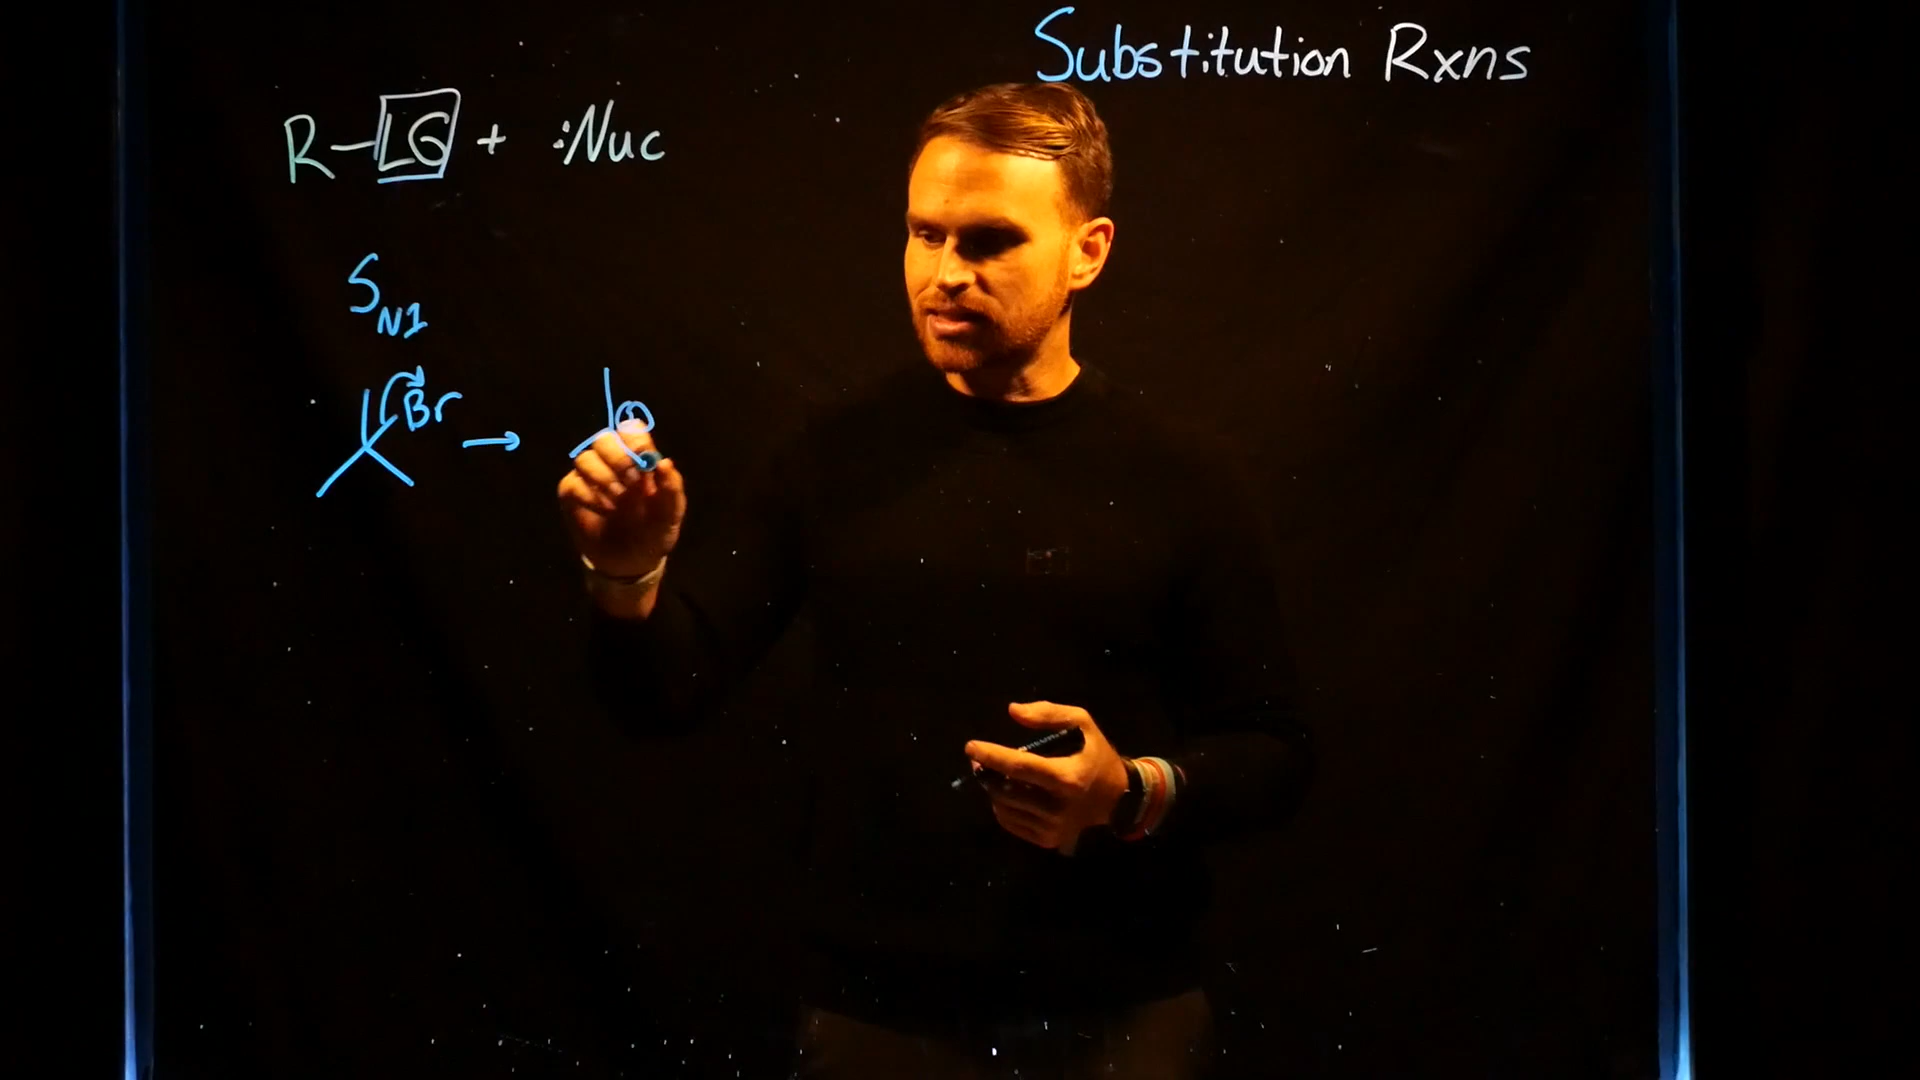 Substitution Rxns
R-LG + :Nuc
SN1
Br →